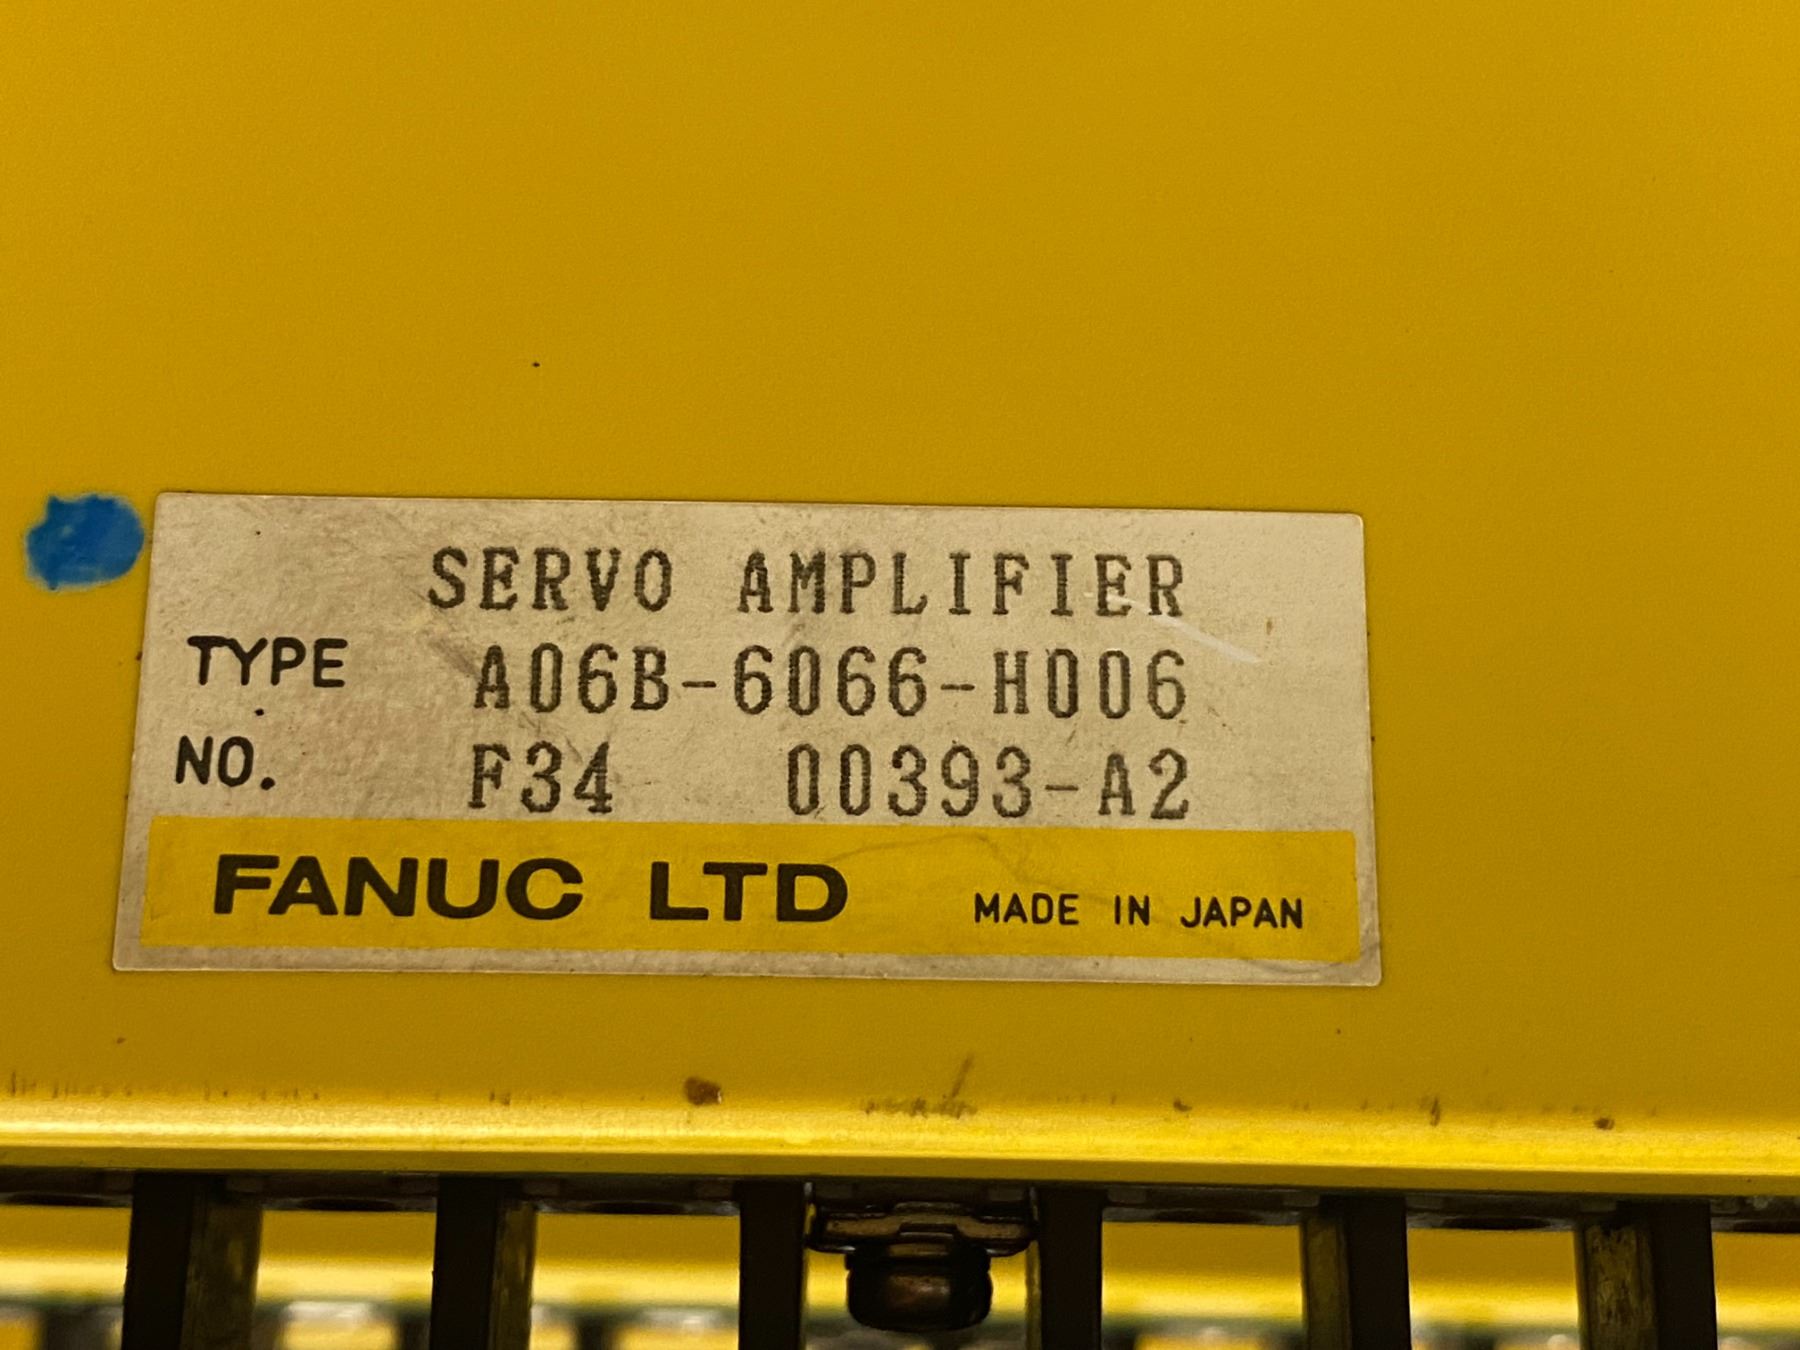 SERVO AMPLIFIER
TYPE A06B-6066-H006
NO. F34 00393-A2
FANUC LTD MADE IN JAPAN